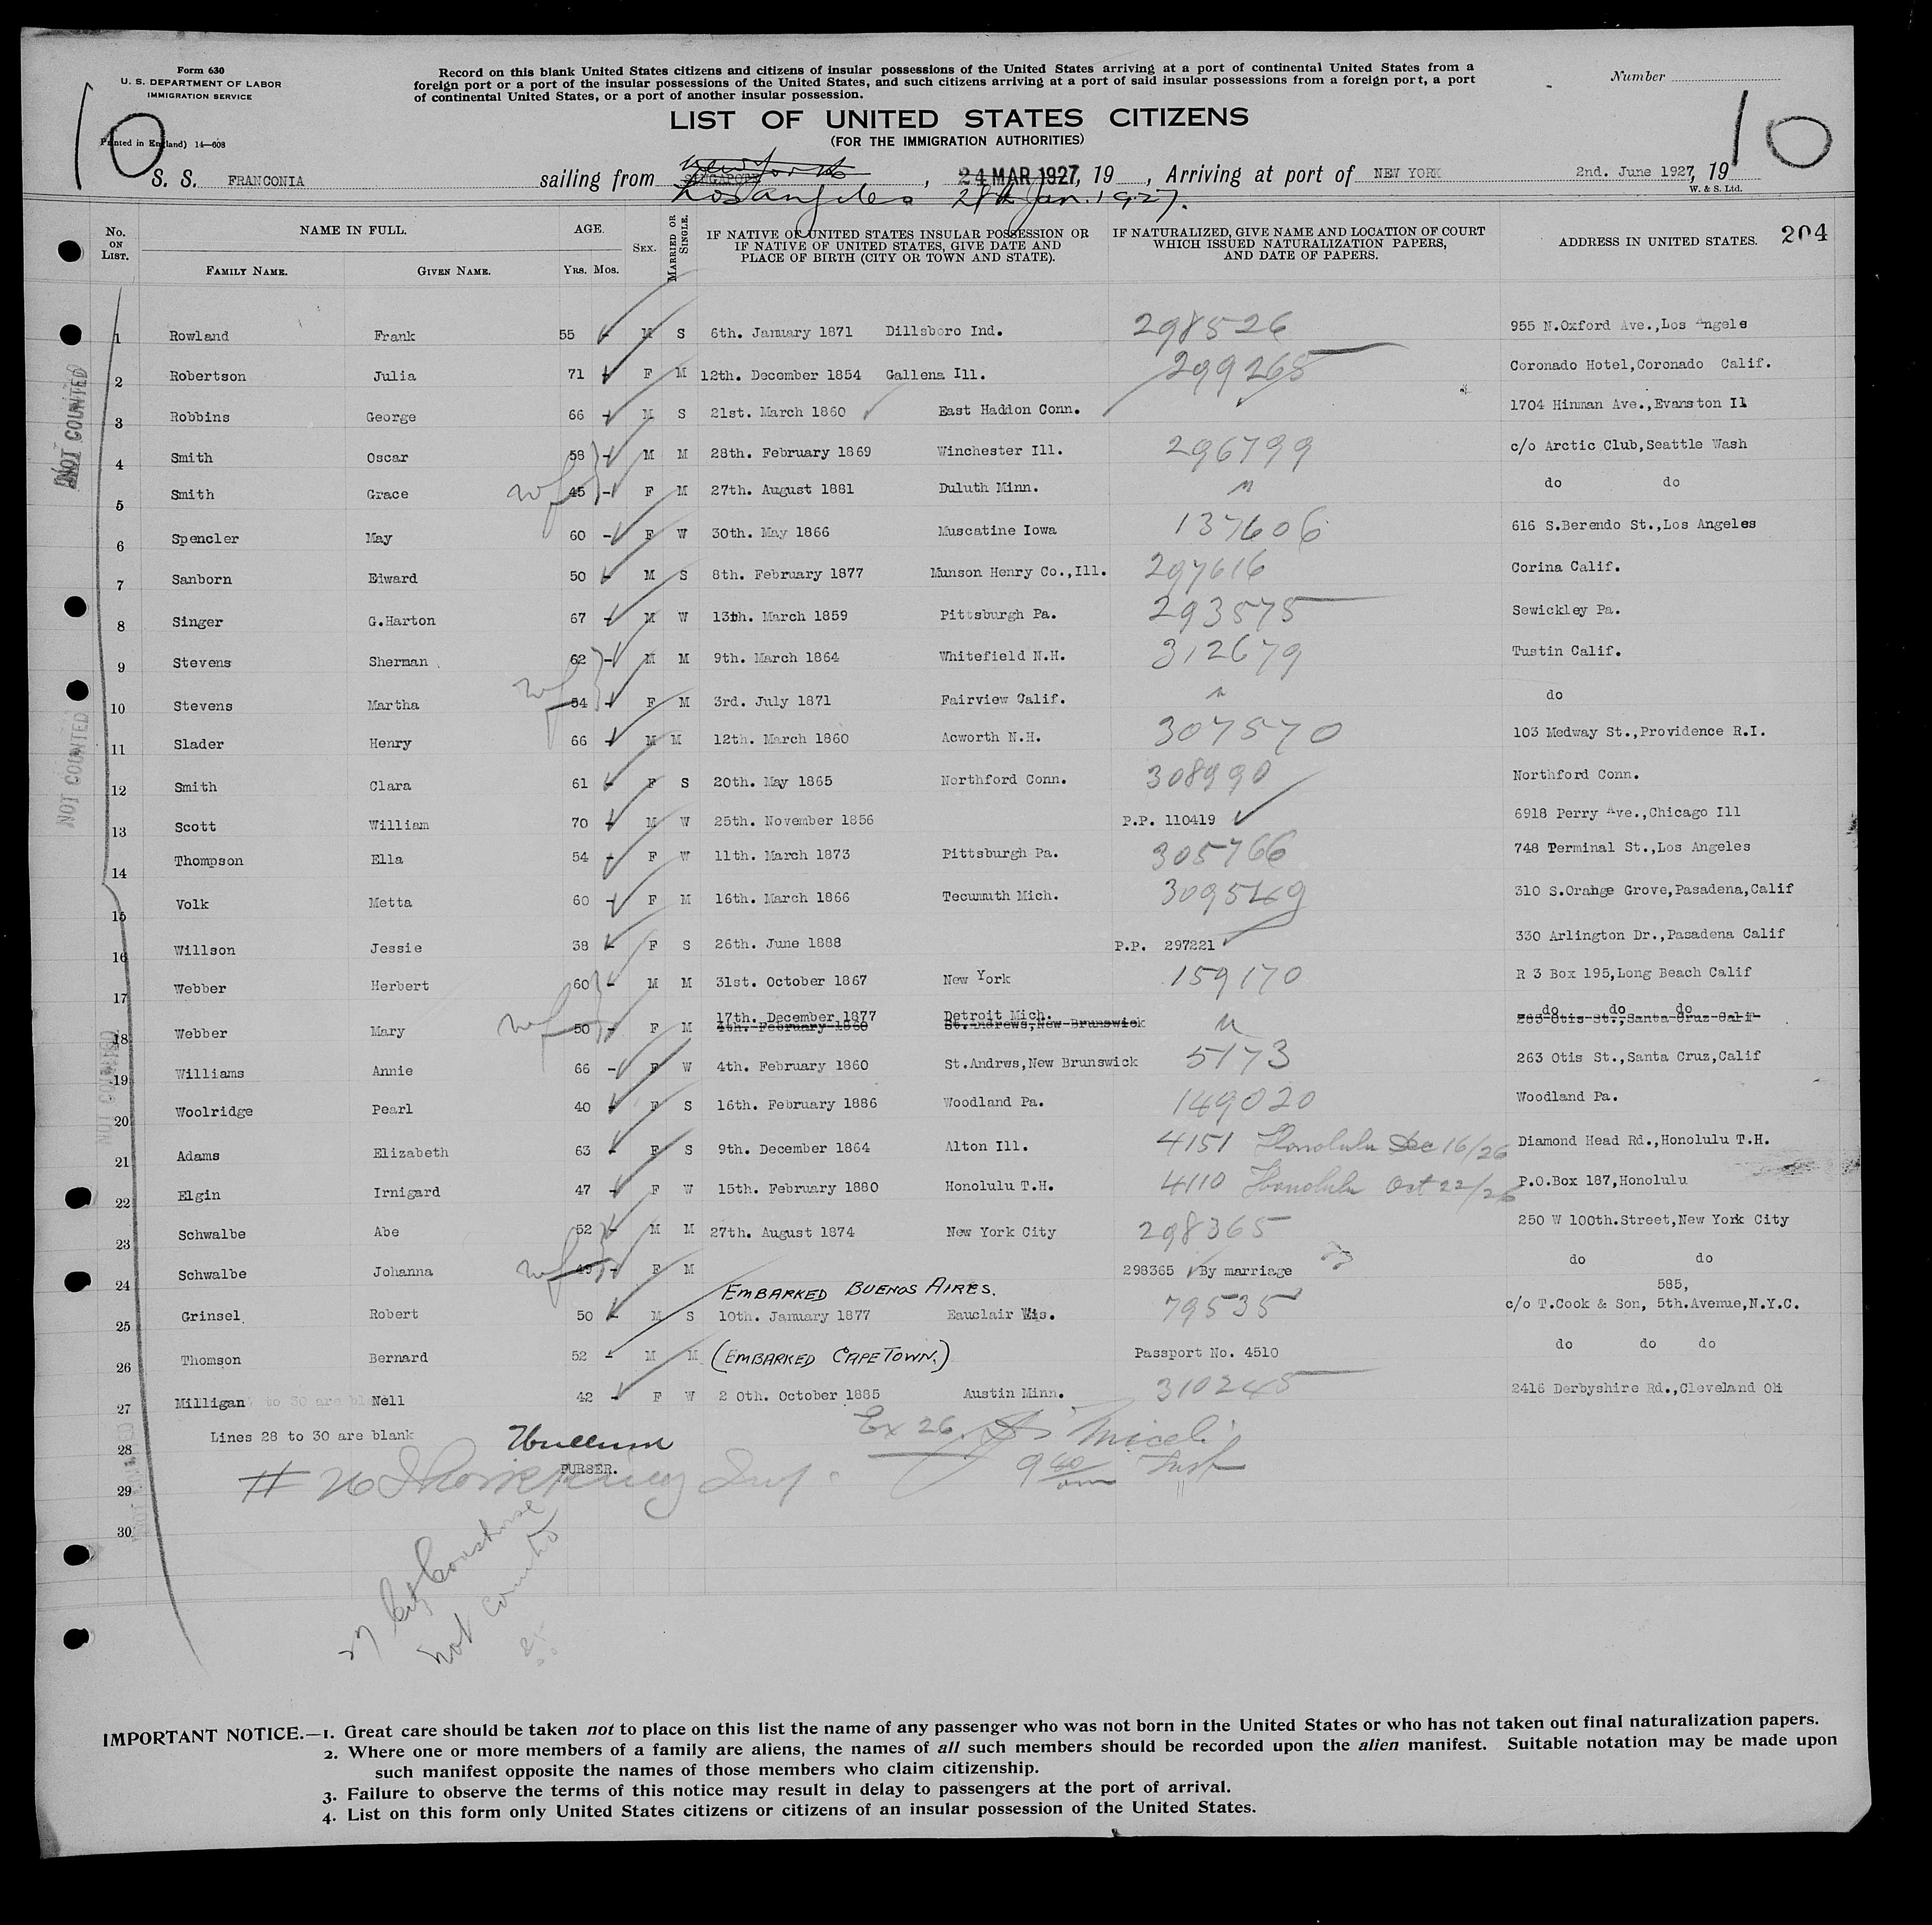 Form 630
U. S. DEPARTMENT OF LABOR
IMMIGRATION SERVICE
Record on this blank United States citizens and citizens of insular possessions of the United States arriving at a port of continental United States from a
foreign port or a port of the insular possessions of the United States, and such citizens arriving at a port of said insular possessions from a foreign port, a port
of continental United States, or a port of another insular possession.
Number
10
10
LIST OF UNITED STATES CITIZENS
(FOR THE IMMIGRATION AUTHORITIES)
Printed in England) 14—608
New York
S. S. FRANCONIA sailing from SINGAPORE, 24 MAR 1927, 19 , Arriving at port of NEW YORK 2nd. June 1927, 19
W. & S. Ltd.
Los Angeles 28th Jan. 1927.
No. ON LIST. NAME IN FULL. FAMILY NAME. GIVEN NAME. AGE. YRS. MOS. SEX. MARRIED OR SINGLE. IF NATIVE OF UNITED STATES INSULAR POSSESSION OR IF NATIVE OF UNITED STATES, GIVE DATE AND PLACE OF BIRTH (CITY OR TOWN AND STATE). IF NATURALIZED, GIVE NAME AND LOCATION OF COURT WHICH ISSUED NATURALIZATION PAPERS, AND DATE OF PAPERS. ADDRESS IN UNITED STATES. 204
1 Rowland Frank 55 - M S 6th. January 1871 Dillsboro Ind. 298526 955 N.Oxford Ave.,Los Angels
2 Robertson Julia 71 - F M 12th. December 1854 Gallena Ill. 299265 Coronado Hotel,Coronado Calif.
3 Robbins George 66 - M S 21st. March 1860 East Haddon Conn. 1704 Hinman Ave.,Evanston Il
4 Smith Oscar 58 - M M 28th. February 1869 Winchester Ill. 296799 c/o Arctic Club,Seattle Wash
5 Smith Grace wf 45 - F M 27th. August 1881 Duluth Minn. " do do
6 Spencler May 60 - F W 30th. May 1866 Muscatine Iowa 137606 616 S.Berendo St.,Los Angeles
7 Sanborn Edward 50 - M S 8th. February 1877 Munson Henry Co.,Ill. 297616 Corina Calif.
8 Singer G.Harton 67 - M W 13th. March 1859 Pittsburgh Pa. 293575 Sewickley Pa.
9 Stevens Sherman 62 - M M 9th. March 1864 Whitefield N.H. 312679 Tustin Calif.
10 Stevens Martha wf 54 - F M 3rd. July 1871 Fairview Calif. " do
11 Slader Henry 66 - M M 12th. March 1860 Acworth N.H. 307570 103 Medway St.,Providence R.I.
12 Smith Clara 61 - F S 20th. May 1865 Northford Conn. 308990 Northford Conn.
13 Scott William 70 - M W 25th. November 1856 P.P. 110419 6918 Perry Ave.,Chicago Ill
14 Thompson Ella 54 - F W 11th. March 1873 Pittsburgh Pa. 305766 748 Terminal St.,Los Angeles
15 Volk Metta 60 - F M 16th. March 1866 Tecummth Mich. 309549 310 S.Orange Grove,Pasadena,Calif
16 Willson Jessie 38 - F S 26th. June 1888 P.P. 297221 330 Arlington Dr.,Pasadena Calif
17 Webber Herbert 60 - M M 31st. October 1867 New York 159170 R 3 Box 195,Long Beach Calif
17th. December 1877 Detroit Mich. do do do
18 Webber Mary wf 50 - F M 4th. February 1860 St.Andrews,New Brunswick " 263 Otis St.,Santa Cruz Calif
19 Williams Annie 66 - F W 4th. February 1860 St.Andrws,New Brunswick 5173 263 Otis St.,Santa Cruz,Calif
20 Woolridge Pearl 40 - F S 16th. February 1886 Woodland Pa. 149020 Woodland Pa.
21 Adams Elizabeth 63 - F S 9th. December 1864 Alton Ill. 4151 Honolulu Dec 16/26 Diamond Head Rd.,Honolulu T.H.
22 Elgin Irnigard 47 - F W 15th. February 1880 Honolulu T.H. 4110 Honolulu Oct 22/26 P.O.Box 187,Honolulu
23 Schwalbe Abe 52 - M M 27th. August 1874 New York City 298365 250 W 100th.Street,New York City
24 Schwalbe Johanna wf 49 - F M 298365 By marriage do do
EMBARKED BUENOS AIRES. 585,
25 Grinsel Robert 50 - M S 10th. January 1877 Eauclair Wis. 79535 c/o T.Cook & Son, 5th.Avenue,N.Y.C.
26 Thomson Bernard 52 - M M (EMBARKED CAPE TOWN.) Passport No. 4510 do do do
27 Milligan Nell 42 - F W 2 0th. October 1885 Austin Minn. 310245 2416 Derbyshire Rd.,Cleveland Oh
28 Lines 28 to 30 are blank
PURSER.
Ex 26
9 40 am Insp
29
30
NOT COUNTED
NOT COUNTED
NOT COUNTED
IMPORTANT NOTICE.—1. Great care should be taken not to place on this list the name of any passenger who was not born in the United States or who has not taken out final naturalization papers.
2. Where one or more members of a family are aliens, the names of all such members should be recorded upon the alien manifest. Suitable notation may be made upon
such manifest opposite the names of those members who claim citizenship.
3. Failure to observe the terms of this notice may result in delay to passengers at the port of arrival.
4. List on this form only United States citizens or citizens of an insular possession of the United States.